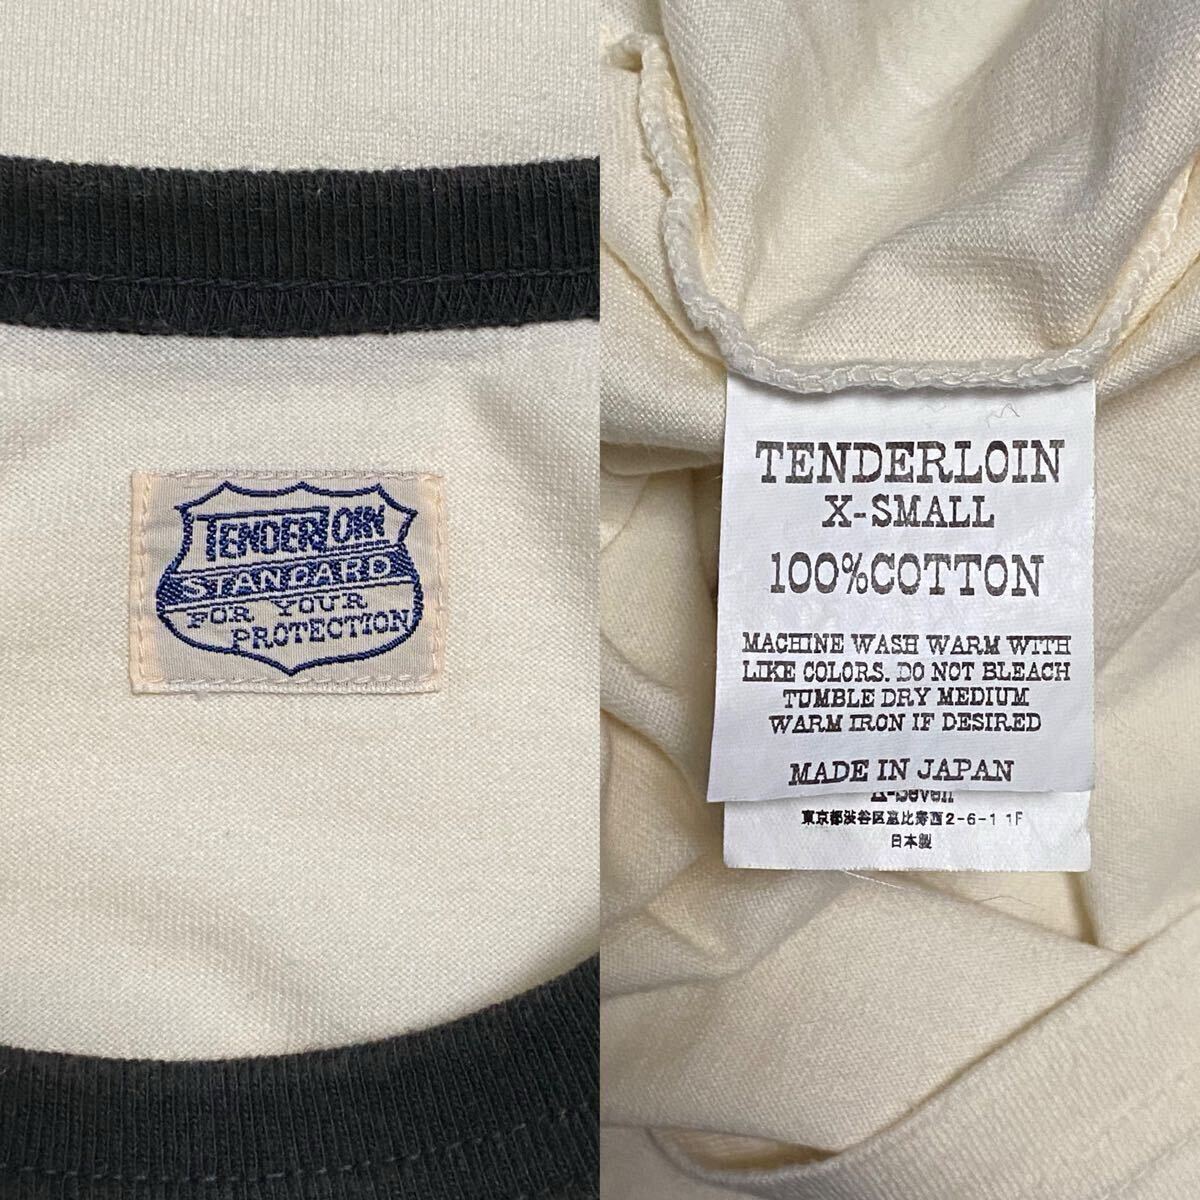 TENDERLOIN
STANDARD
FOR YOUR
PROTECTION
TENDERLOIN
X-SMALL
100%COTTON
MACHINE WASH WARM WITH
LIKE COLORS. DO NOT BLEACH
TUMBLE DRY MEDIUM
WARM IRON IF DESIRED
MADE IN JAPAN
K-Seven
東京都渋谷区恵比寿西2-6-1 1F
日本製